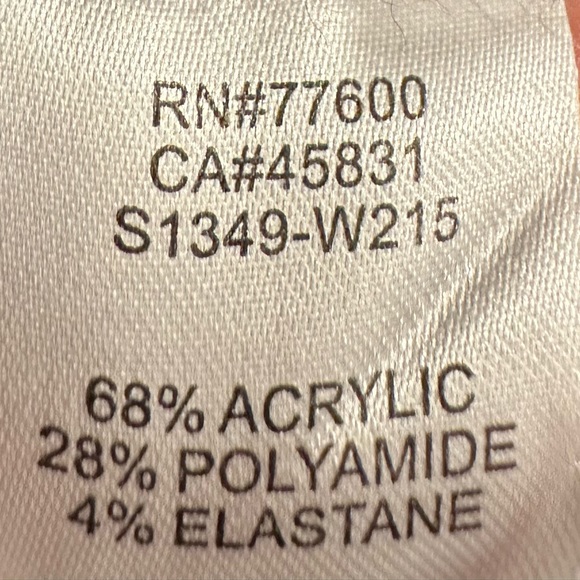 RN#77600
CA#45831
S1349-W215
68% ACRYLIC
28% POLYAMIDE
4% ELASTANE